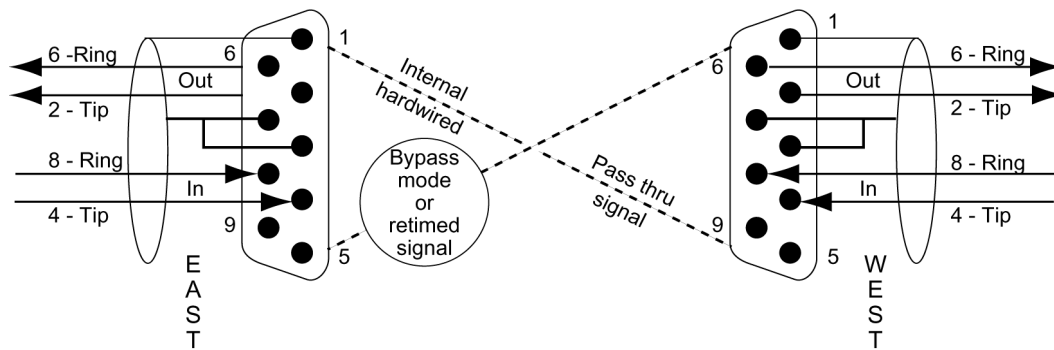 6 -Ring
Out
2 - Tip
8 - Ring
In
4 - Tip
6
1
9
5
E
A
S
T
Internal
hardwired
Bypass
mode
or
retimed
signal
Pass thru
signal
1
6
9
5
6 - Ring
Out
2 - Tip
8 - Ring
In
4 - Tip
W
E
S
T